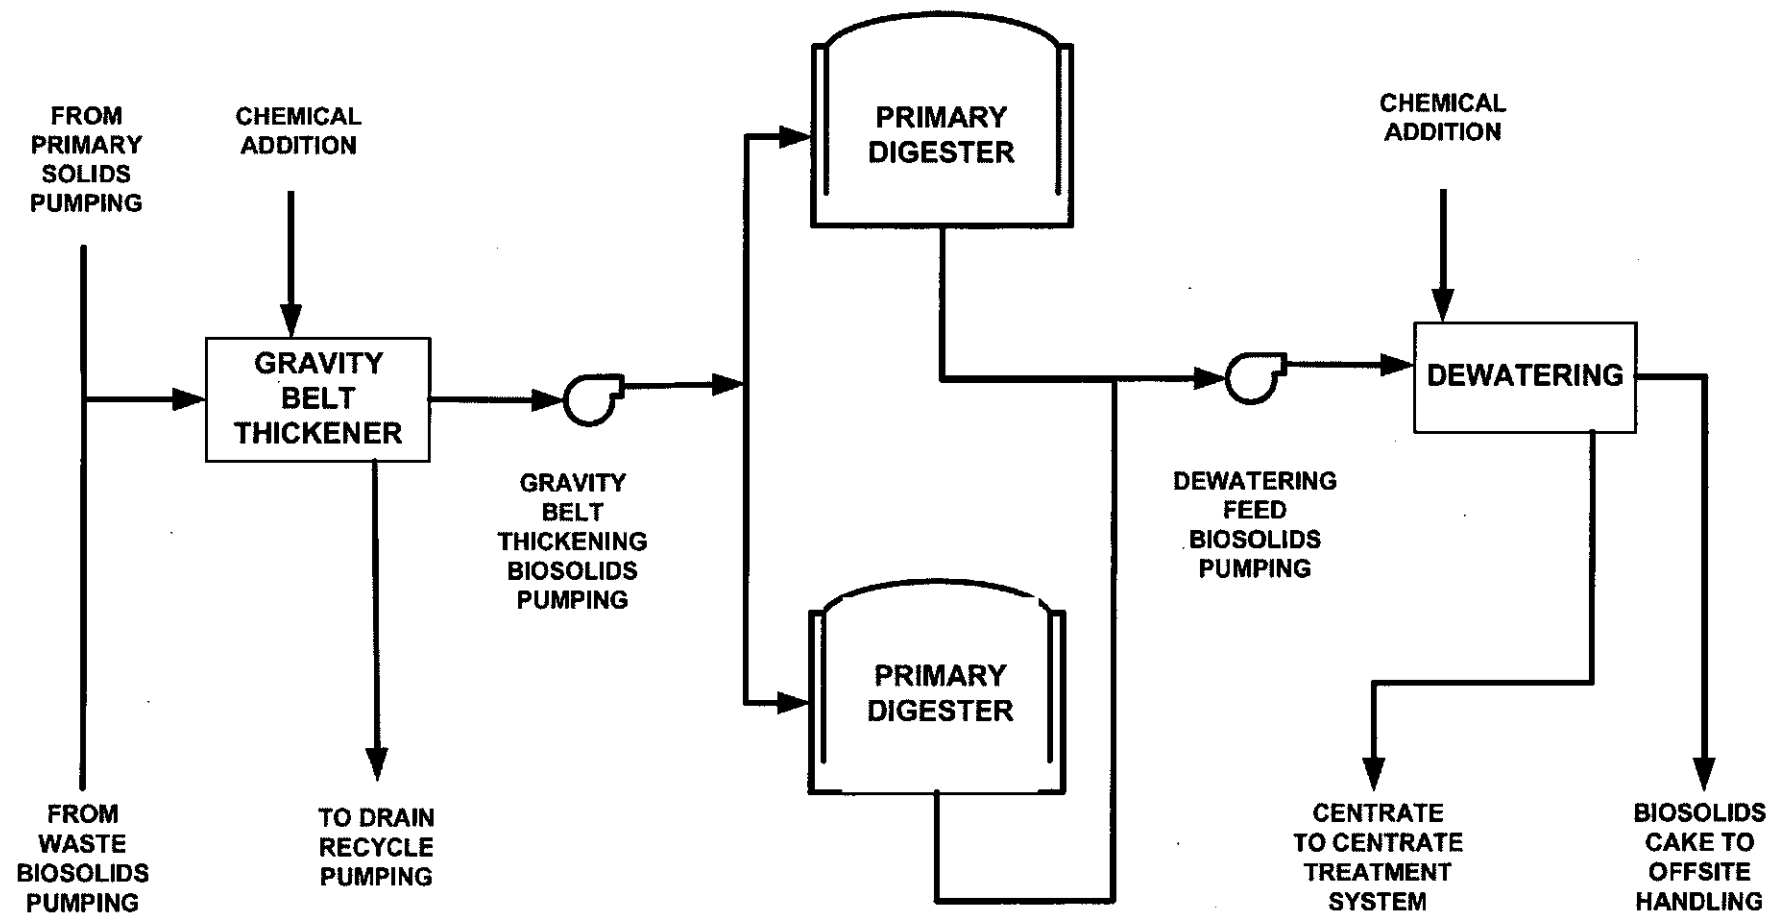 FROM
PRIMARY
SOLIDS
PUMPING
CHEMICAL
ADDITION
PRIMARY
DIGESTER
CHEMICAL
ADDITION
GRAVITY
BELT
THICKENER
DEWATERING
GRAVITY
BELT
THICKENING
BIOSOLIDS
PUMPING
DEWATERING
FEED
BIOSOLIDS
PUMPING
PRIMARY
DIGESTER
FROM
WASTE
BIOSOLIDS
PUMPING
TO DRAIN
RECYCLE
PUMPING
CENTRATE
TO CENTRATE
TREATMENT
SYSTEM
BIOSOLIDS
CAKE TO
OFFSITE
HANDLING